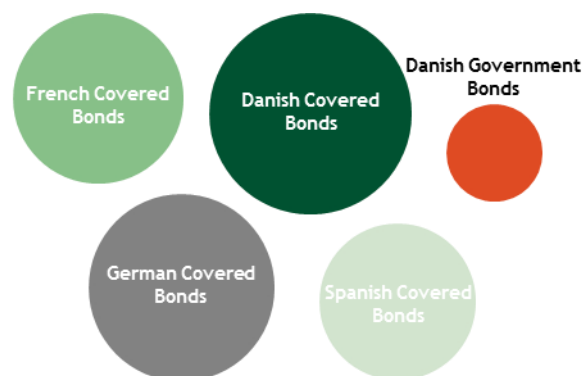 French Covered
Bonds
Danish Covered
Bonds
Danish Government
Bonds
German Covered
Bonds
Spanish Covered
Bonds